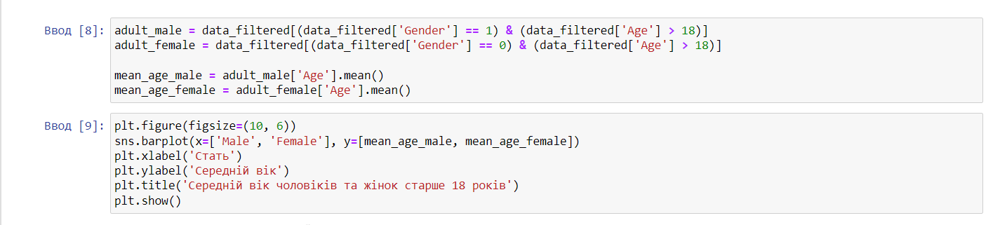 Ввод [8]: adult_male = data_filtered[(data_filtered['Gender'] == 1) & (data_filtered['Age'] > 18)]
adult_female = data_filtered[(data_filtered['Gender'] == 0) & (data_filtered['Age'] > 18)]
mean_age_male = adult_male['Age'].mean()
mean_age_female = adult_female['Age'].mean()
Ввод [9]: plt.figure(figsize=(10, 6))
sns.barplot(x=['Male', 'Female'], y=[mean_age_male, mean_age_female])
plt.xlabel('Стать')
plt.ylabel('Середній вік')
plt.title('Середній вік чоловіків та жінок старше 18 років')
plt.show()